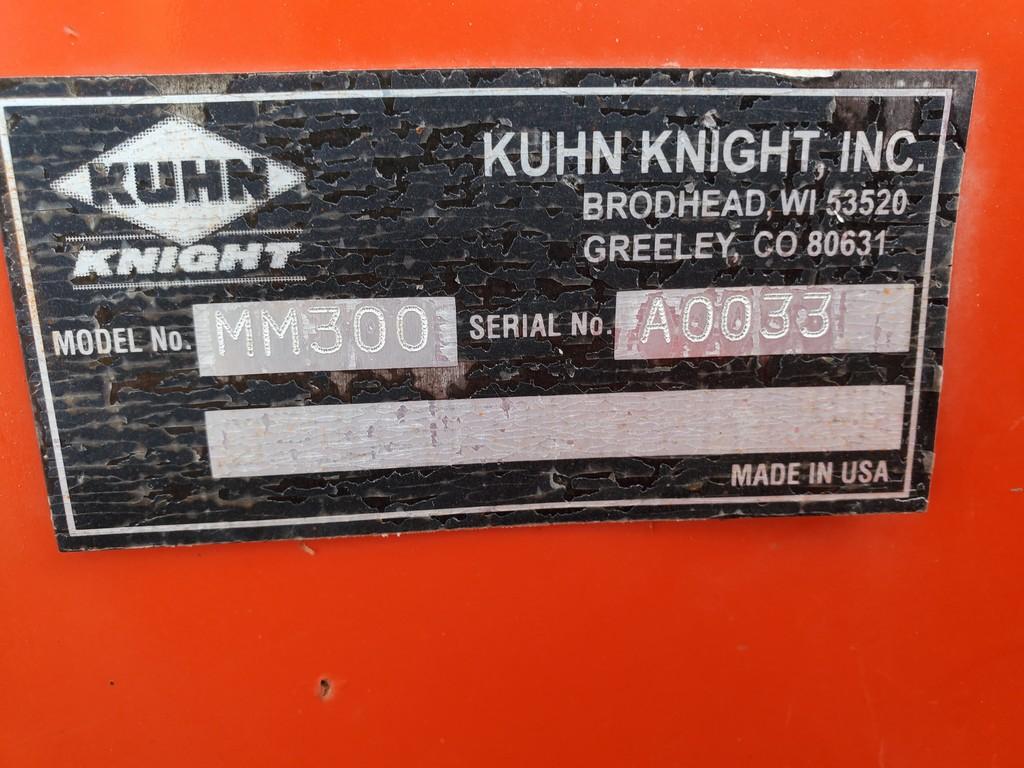 KUHN
KNIGHT
KUHN KNIGHT, INC.
BRODHEAD, WI 53520
GREELEY, CO 80631
MODEL No. MM300 SERIAL No. A0033
MADE IN USA